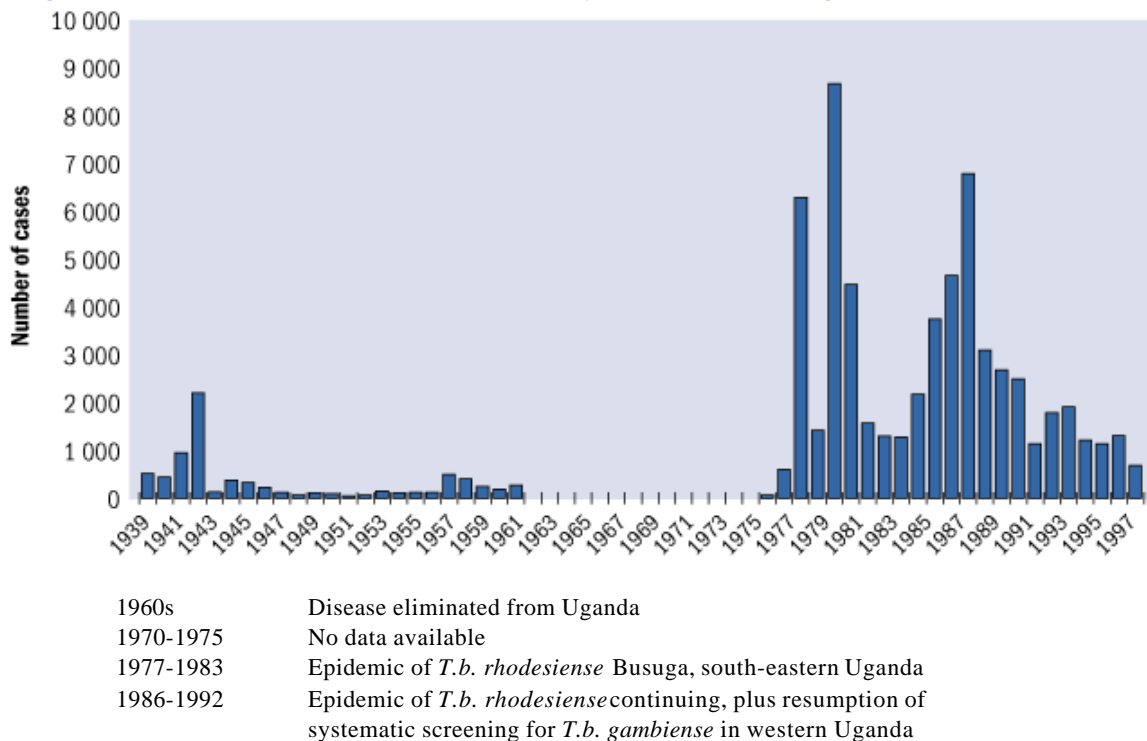 10 000
9 000
8 000
7 000
6 000
5 000
4 000
3 000
2 000
1 000
0
Number of cases
1939 1941 1943 1945 1947 1949 1951 1953 1955 1957 1959 1961 1963 1965 1967 1969 1971 1973 1975 1977 1979 1981 1983 1985 1987 1989 1991 1993 1995 1997
1960s Disease eliminated from Uganda
1970-1975 No data available
1977-1983 Epidemic of T.b. rhodesiense Busuga, south-eastern Uganda
1986-1992 Epidemic of T.b. rhodesiense continuing, plus resumption of
systematic screening for T.b. gambiense in western Uganda